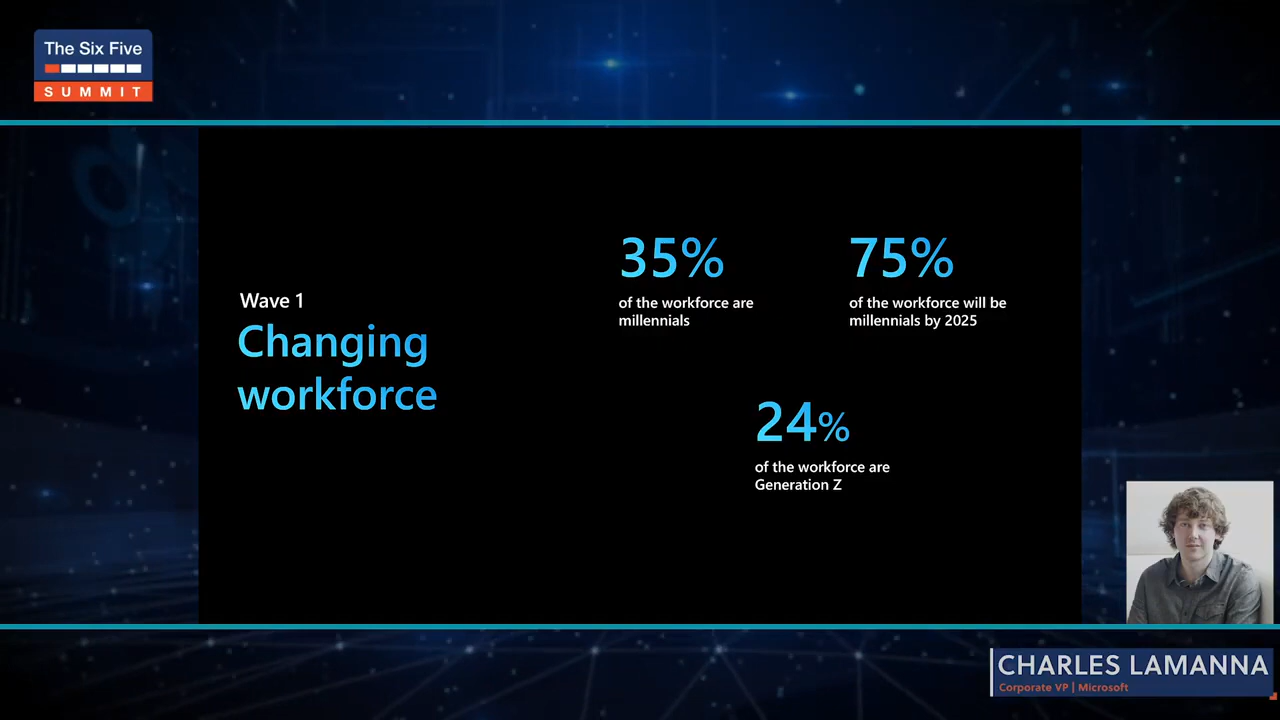 The Six Five
SUMMIT
Wave 1
Changing
workforce
35%
of the workforce are
millennials
75%
of the workforce will be
millennials by 2025
24%
of the workforce are
Generation Z
CHARLES LAMANNA
Corporate VP | Microsoft